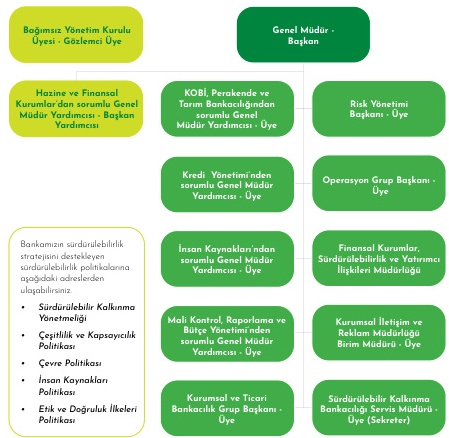 Bağımsız Yönetim Kurulu
Üyesi - Gözlemci Üye
Genel Müdür -
Başkan
Hazine ve Finansal
Kurumlar’dan sorumlu Genel
Müdür Yardımcısı - Başkan
Yardımcısı
KOBİ, Perakende ve
Tarım Bankacılığından
sorumlu Genel
Müdür Yardımcısı - Üye
Risk Yönetimi
Başkanı - Üye
Kredi Yönetimi’nden
sorumlu Genel Müdür
Yardımcısı - Üye
Operasyon Grup Başkanı -
Üye
İnsan Kaynakları’ndan
sorumlu Genel Müdür
Yardımcısı - Üye
Finansal Kurumlar,
Sürdürülebilirlik ve Yatırımcı
İlişkileri Müdürlüğü
Mali Kontrol, Raporlama ve
Bütçe Yönetimi’nden
sorumlu Genel Müdür
Yardımcısı - Üye
Kurumsal İletişim ve
Reklam Müdürlüğü
Birim Müdürü - Üye
Kurumsal ve Ticari
Bankacılık Grup Başkanı -
Üye
Sürdürülebilir Kalkınma
Bankacılığı Servis Müdürü -
Üye (Sekreter)
Bankamızın sürdürülebilirlik
stratejisini destekleyen
sürdürülebilirlik politikalarına
aşağıdaki adreslerden
ulaşabilirsiniz.
• Sürdürülebilir Kalkınma
Yönetmeliği
• Çeşitlilik ve Kapsayıcılık
Politikası
• Çevre Politikası
• İnsan Kaynakları
Politikası
• Etik ve Doğruluk İlkeleri
Politikası